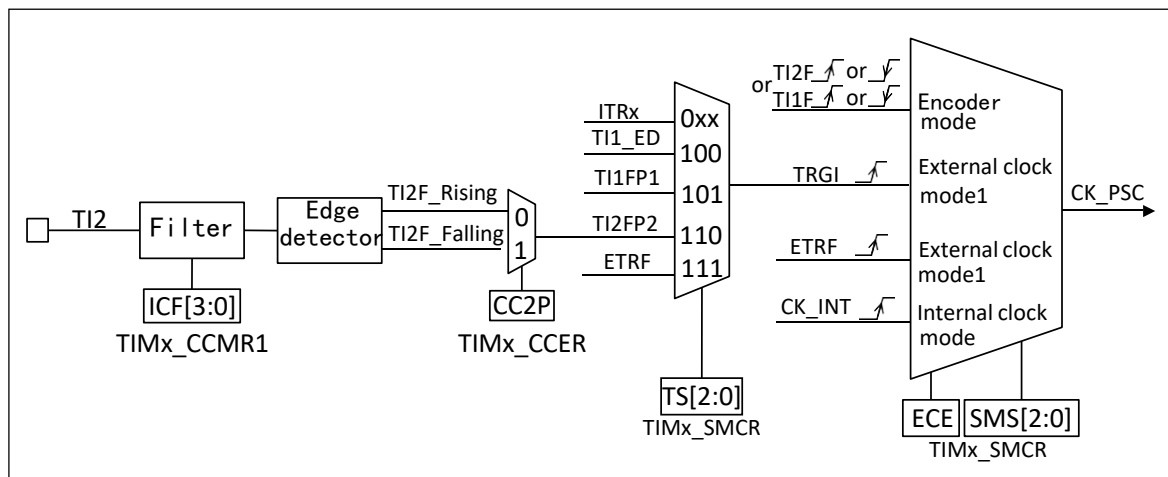 TI2
Filter
ICF[3:0]
TIMx_CCMR1
Edge
detector
TI2F_Rising
TI2F_Falling
0
1
CC2P
TIMx_CCER
ITRx
TI1_ED
TI1FP1
TI2FP2
ETRF
0xx
100
101
110
111
TS[2:0]
TIMx_SMCR
TI2F or
or
TI1F or
Encoder
mode
TRGI
External clock
mode1
ETRF
External clock
mode1
CK_INT
Internal clock
mode
CK_PSC
ECE
SMS[2:0]
TIMx_SMCR